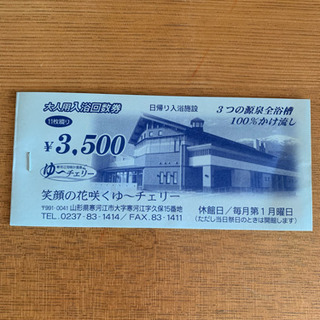 大人用入浴回数券
11枚綴り
¥3,500
日帰り入浴施設
3つの源泉全浴槽
100%かけ流し
ゆ〜チェリー
笑顔の花咲くゆ〜チェリー
〒991-0041 山形県寒河江市大字寒河江字久保15番地
TEL.0237-83-1414/FAX.83-1411
休館日/毎月第1月曜日
(ただし当日祭日のときは開館します)